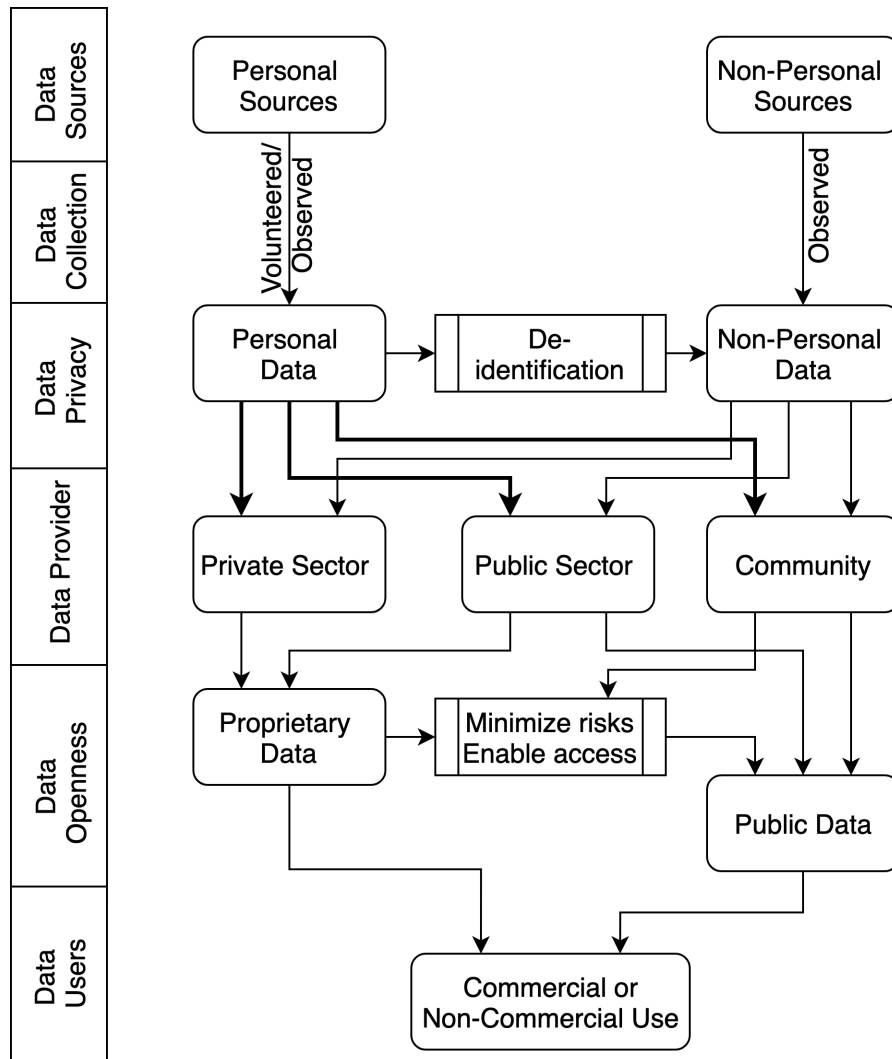 Data
Sources
Personal
Sources
Non-Personal
Sources
Data
Collection
Volunteered/
Observed
Observed
Data
Privacy
Personal
Data
De-
identification
Non-Personal
Data
Data Provider
Private Sector
Public Sector
Community
Data
Openness
Proprietary
Data
Minimize risks
Enable access
Public Data
Data
Users
Commercial or
Non-Commercial Use